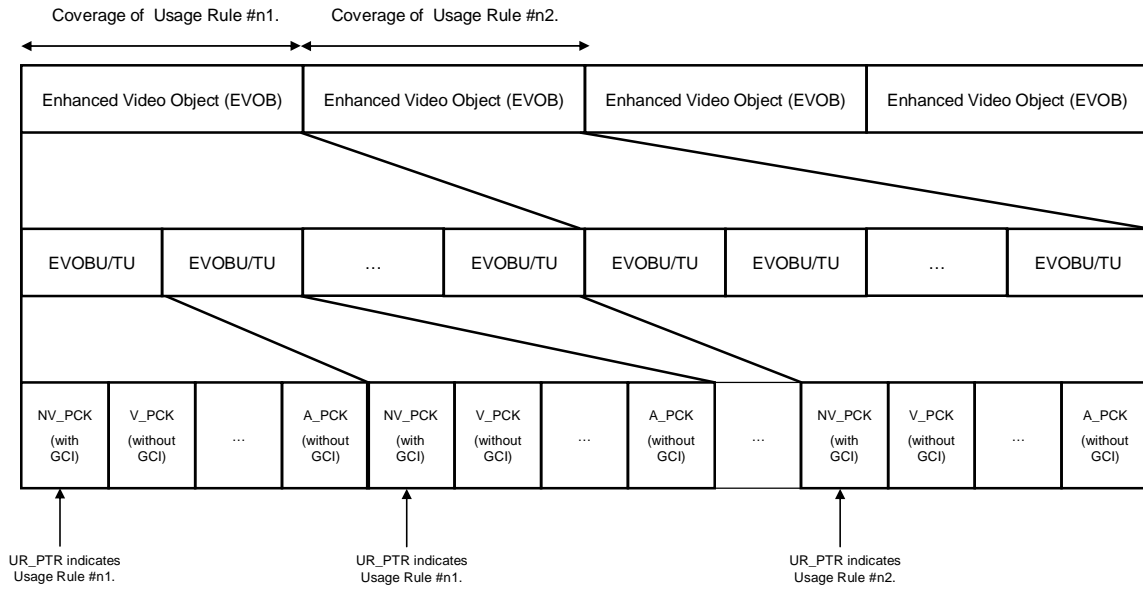 Coverage of Usage Rule #n1.
Coverage of Usage Rule #n2.
Enhanced Video Object (EVOB)
Enhanced Video Object (EVOB)
Enhanced Video Object (EVOB)
Enhanced Video Object (EVOB)
EVOBU/TU
EVOBU/TU
...
EVOBU/TU
EVOBU/TU
EVOBU/TU
...
EVOBU/TU
NV_PCK
(with
GCI)
V_PCK
(without
GCI)
...
A_PCK
(without
GCI)
NV_PCK
(with
GCI)
V_PCK
(without
GCI)
...
A_PCK
(without
GCI)
...
NV_PCK
(with
GCI)
V_PCK
(without
GCI)
...
A_PCK
(without
GCI)
UR_PTR indicates
Usage Rule #n1.
UR_PTR indicates
Usage Rule #n1.
UR_PTR indicates
Usage Rule #n2.